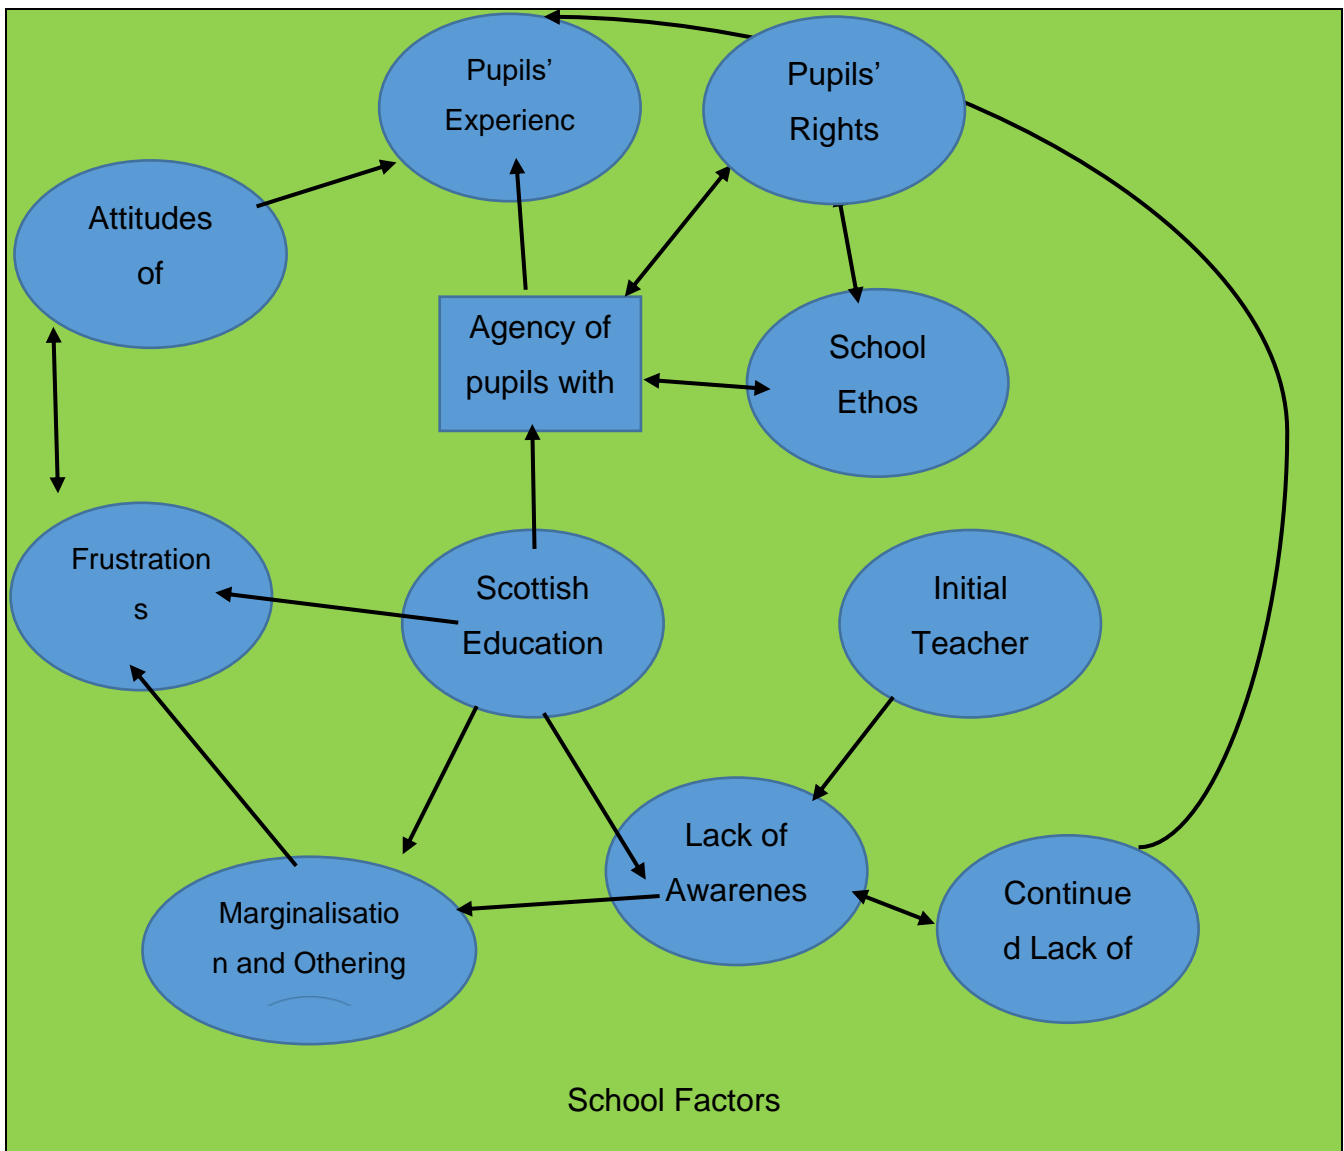 Pupils’
Experienc
Pupils’
Rights
Attitudes
of
Agency of
pupils with
School
Ethos
Frustration
s
Scottish
Education
Initial
Teacher
Lack of
Awarenes
Continue
d Lack of
Marginalisatio
n and Othering
School Factors